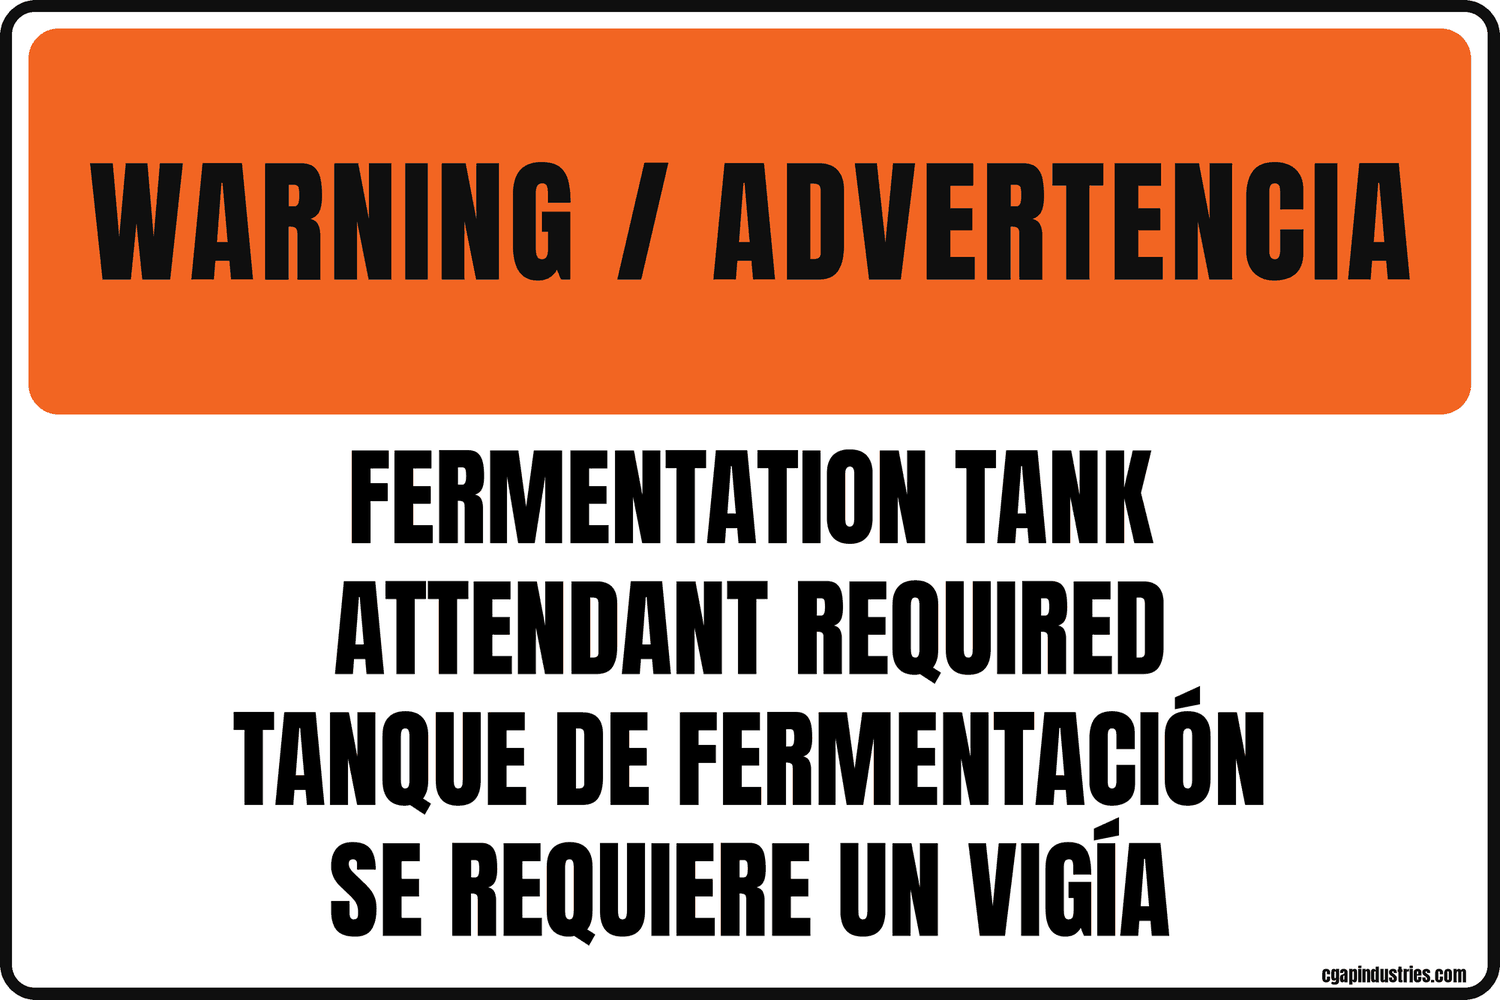 WARNING / ADVERTENCIA
FERMENTATION TANK
ATTENDANT REQUIRED
TANQUE DE FERMENTACIÓN
SE REQUIERE UN VIGÍA
cgapindustries.com